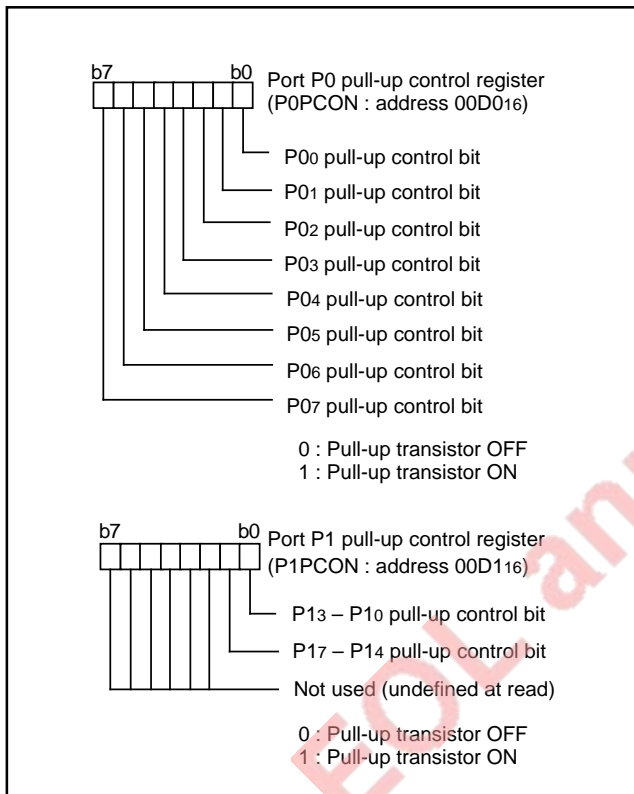 b7 b0
Port P0 pull-up control register
(P0PCON : address 00D016)
P00 pull-up control bit
P01 pull-up control bit
P02 pull-up control bit
P03 pull-up control bit
P04 pull-up control bit
P05 pull-up control bit
P06 pull-up control bit
P07 pull-up control bit
0 : Pull-up transistor OFF
1 : Pull-up transistor ON
b7 b0
Port P1 pull-up control register
(P1PCON : address 00D116)
P13 – P10 pull-up control bit
P17 – P14 pull-up control bit
Not used (undefined at read)
0 : Pull-up transistor OFF
1 : Pull-up transistor ON
EOL